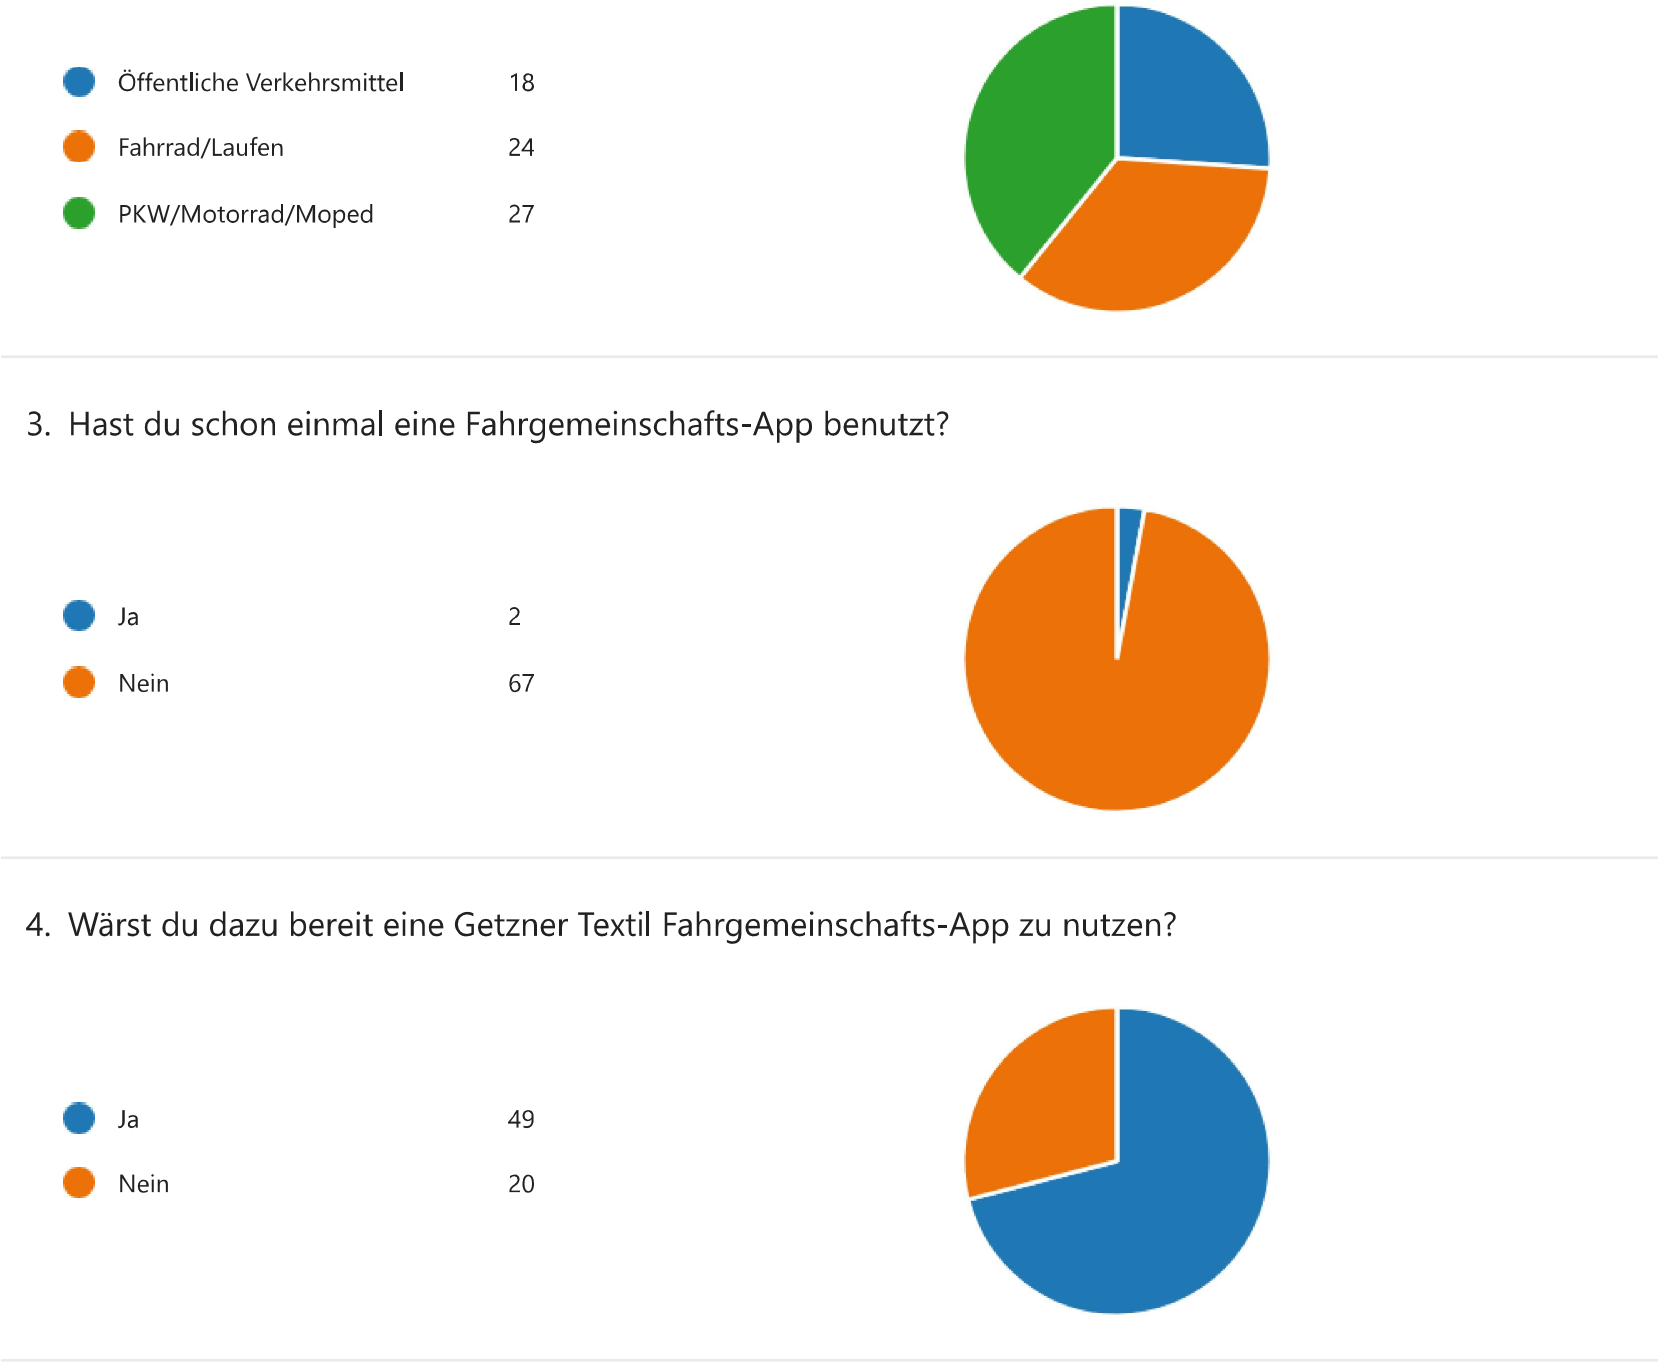 Öffentliche Verkehrsmittel 18
Fahrrad/Laufen 24
PKW/Motorrad/Moped 27
3. Hast du schon einmal eine Fahrgemeinschafts-App benutzt?
Ja 2
Nein 67
4. Wärst du dazu bereit eine Getzner Textil Fahrgemeinschafts-App zu nutzen?
Ja 49
Nein 20